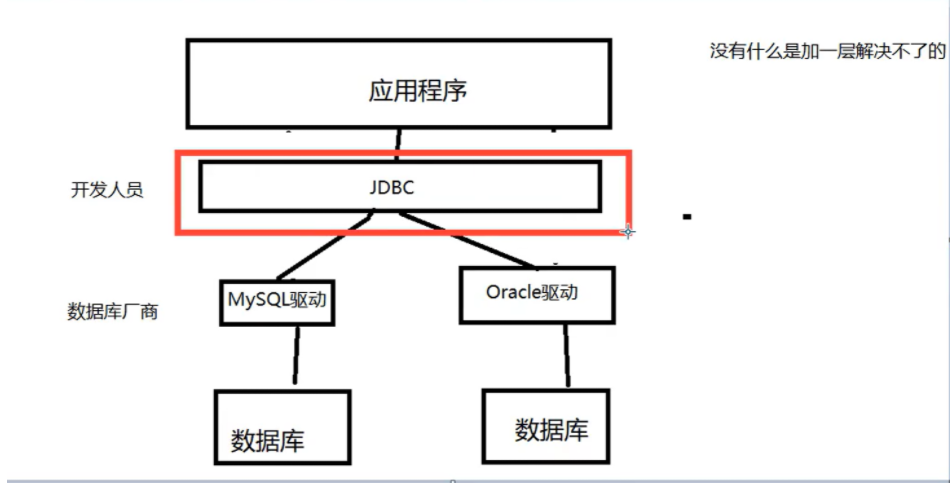 没有什么是加一层解决不了的
应用程序
开发人员
JDBC
数据库厂商
MySQL驱动
Oracle驱动
数据库
数据库